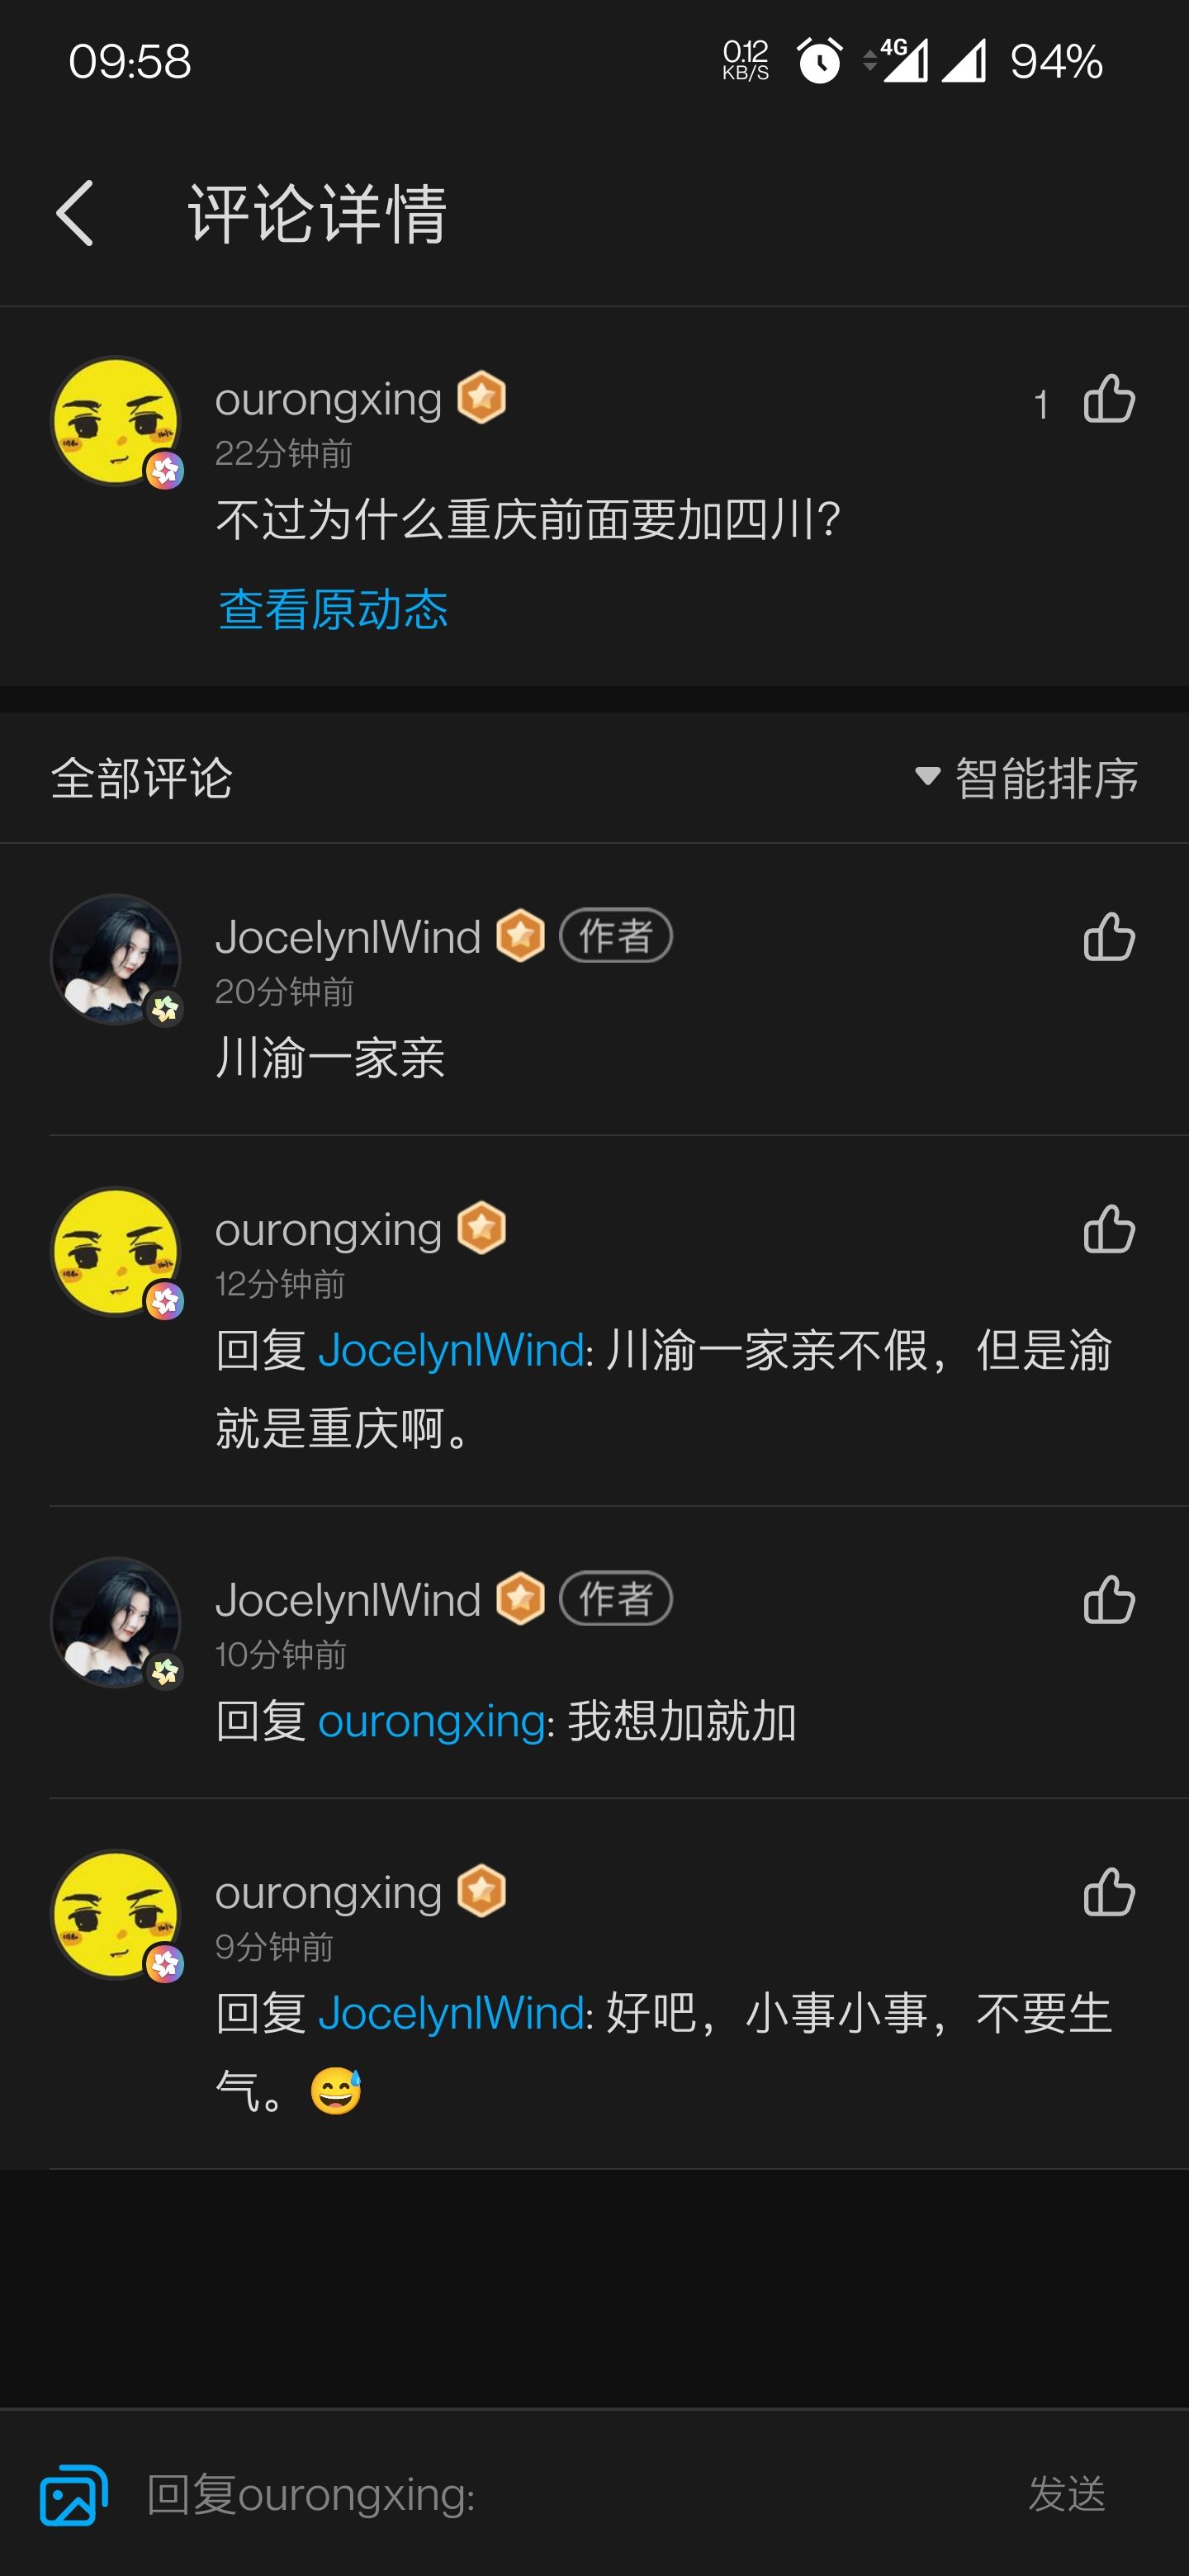 09:58
0.12
KB/S
4G
94%
评论详情
ourongxing
1
22分钟前
不过为什么重庆前面要加四川?
查看原动态
全部评论
智能排序
JocelynlWind 作者
20分钟前
川渝一家亲
ourongxing
12分钟前
回复 JocelynlWind: 川渝一家亲不假，但是渝
就是重庆啊。
JocelynlWind 作者
10分钟前
回复 ourongxing: 我想加就加
ourongxing
9分钟前
回复 JocelynlWind: 好吧，小事小事，不要生
气。😅
回复ourongxing:
发送